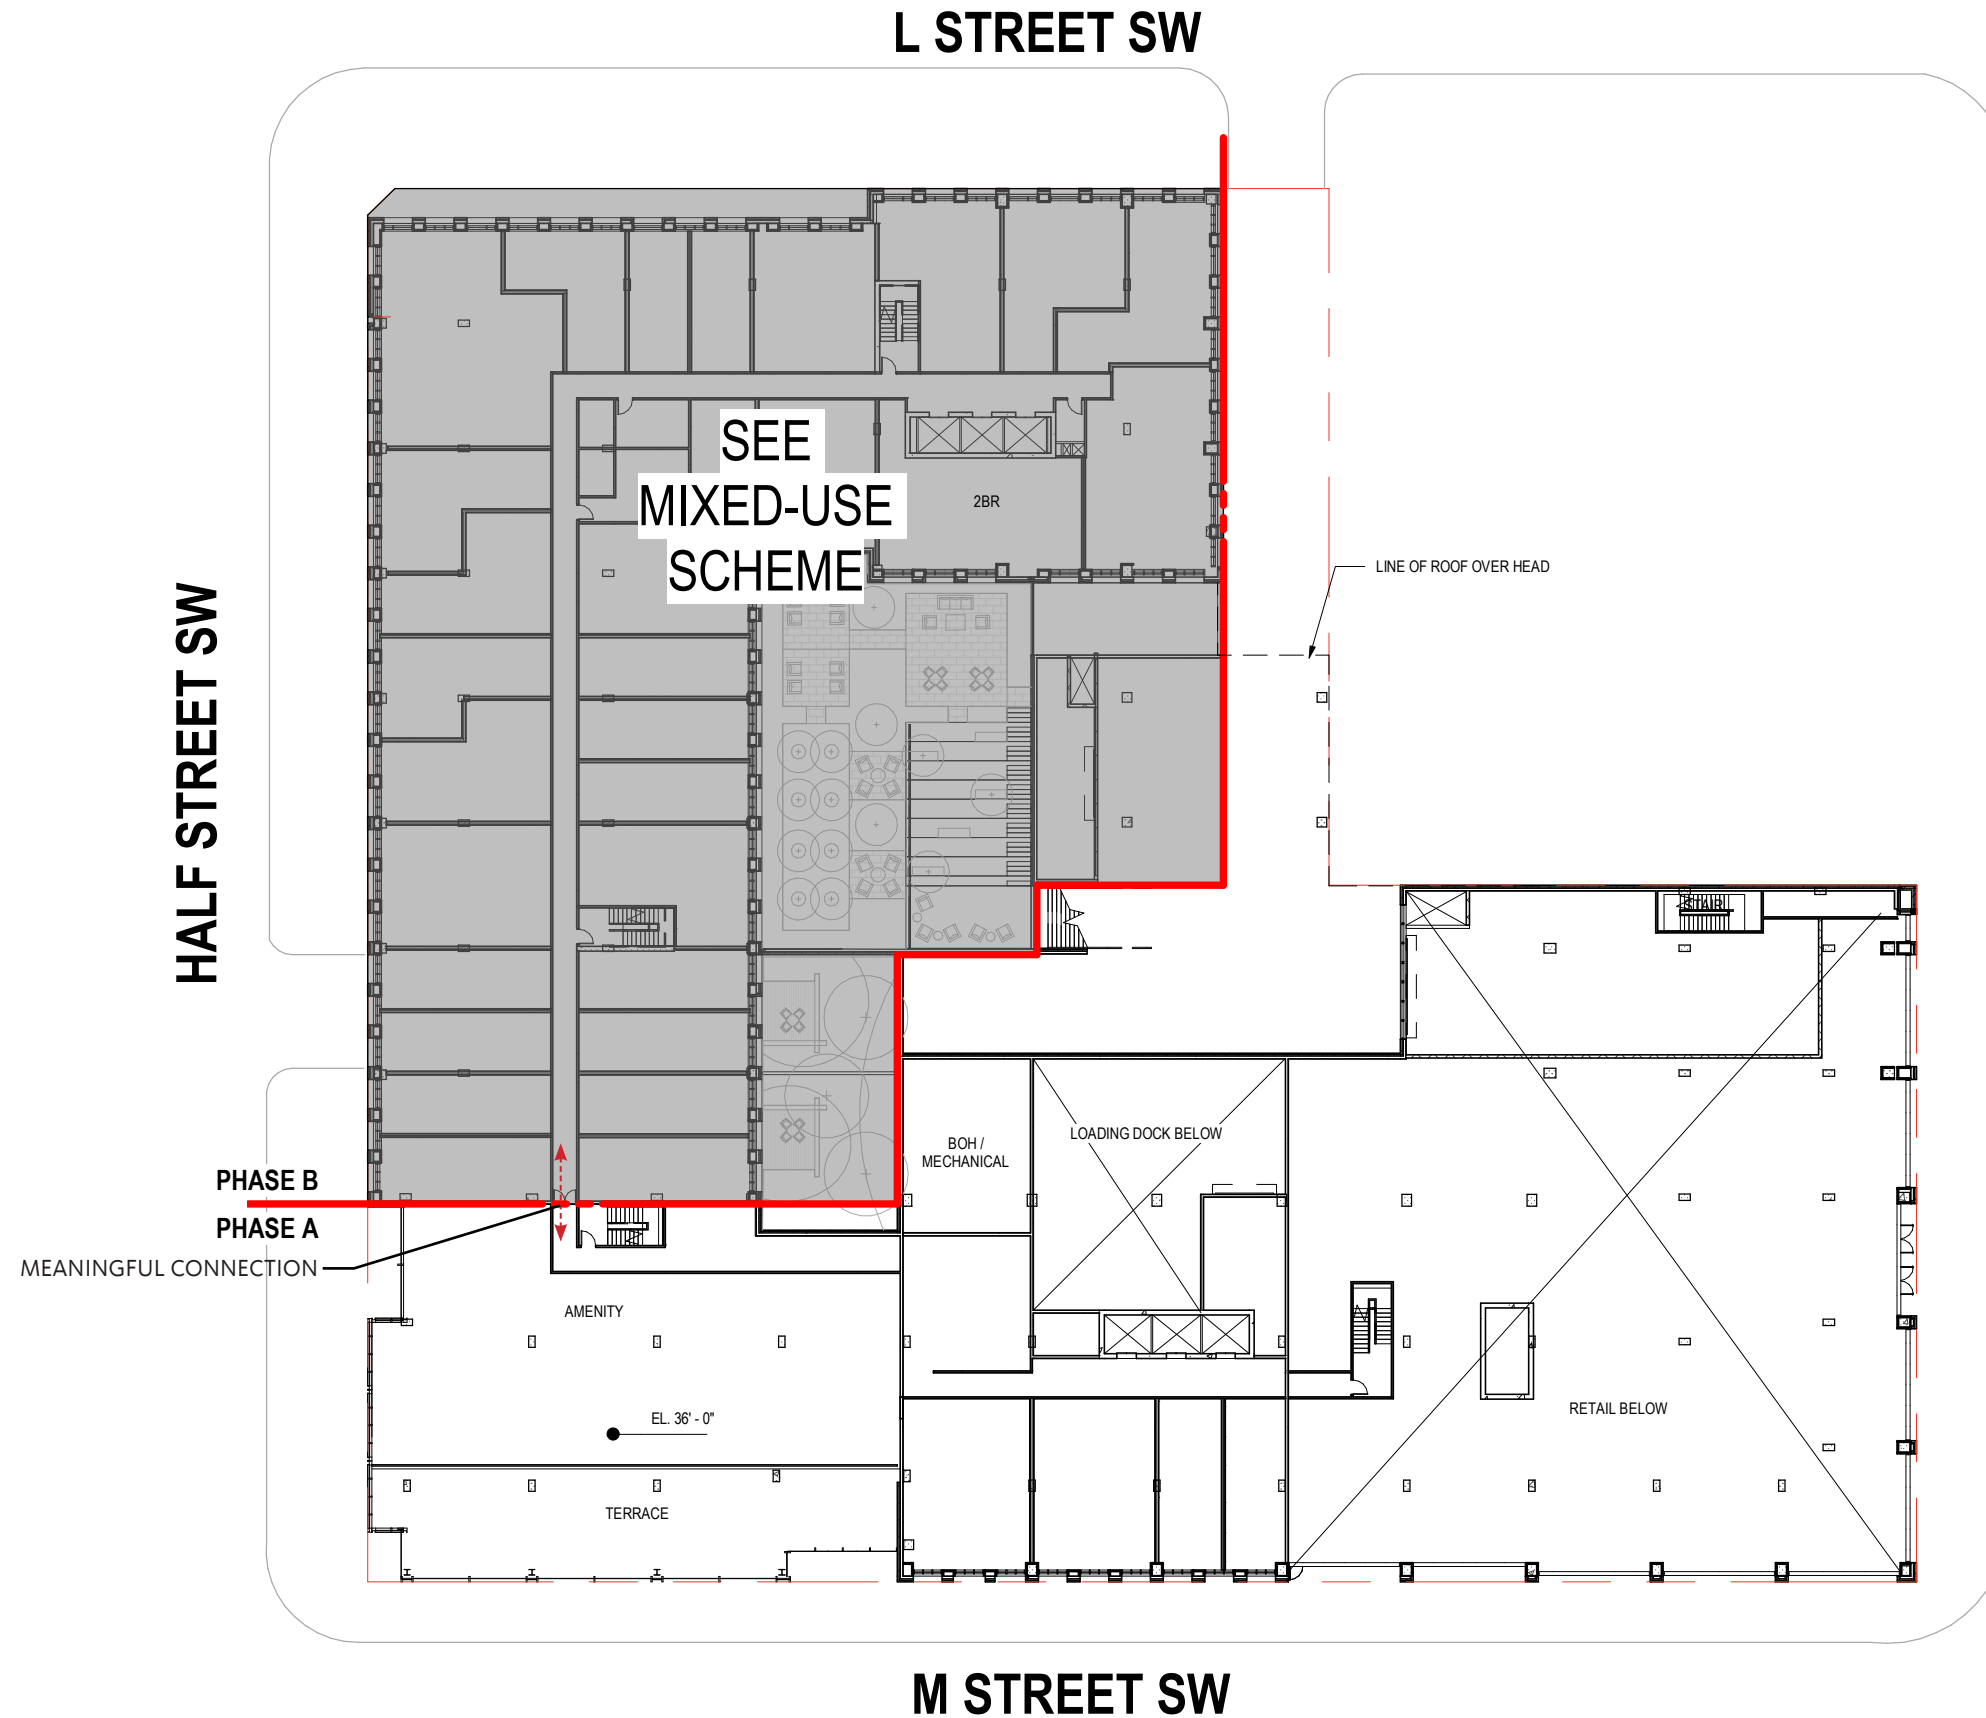 L STREET SW
SEE
MIXED-USE
SCHEME
2BR
LINE OF ROOF OVER HEAD
HALF STREET SW
STAIR
BOH /
MECHANICAL
LOADING DOCK BELOW
PHASE B
PHASE A
MEANINGFUL CONNECTION
AMENITY
EL. 36' - 0"
RETAIL BELOW
TERRACE
M STREET SW